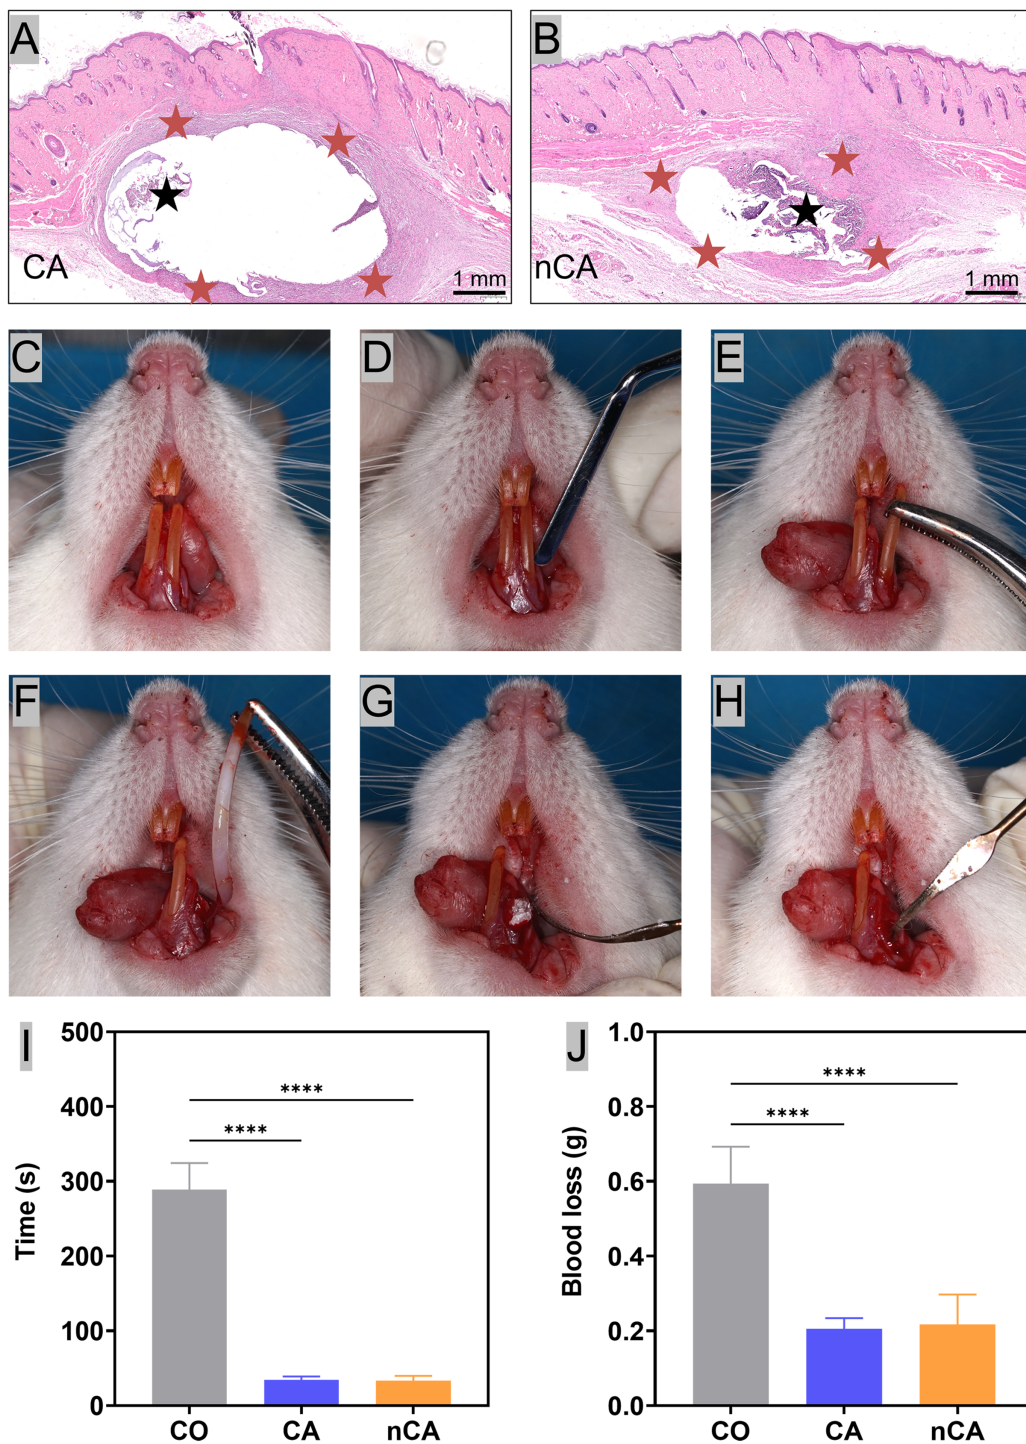 A
CA
1 mm
B
nCA
1 mm
C
D
E
F
G
H
I
Time (s)
500
400
300
200
100
0
****
****
CO
CA
nCA
J
Blood loss (g)
1.0
0.8
0.6
0.4
0.2
0.0
****
****
CO
CA
nCA